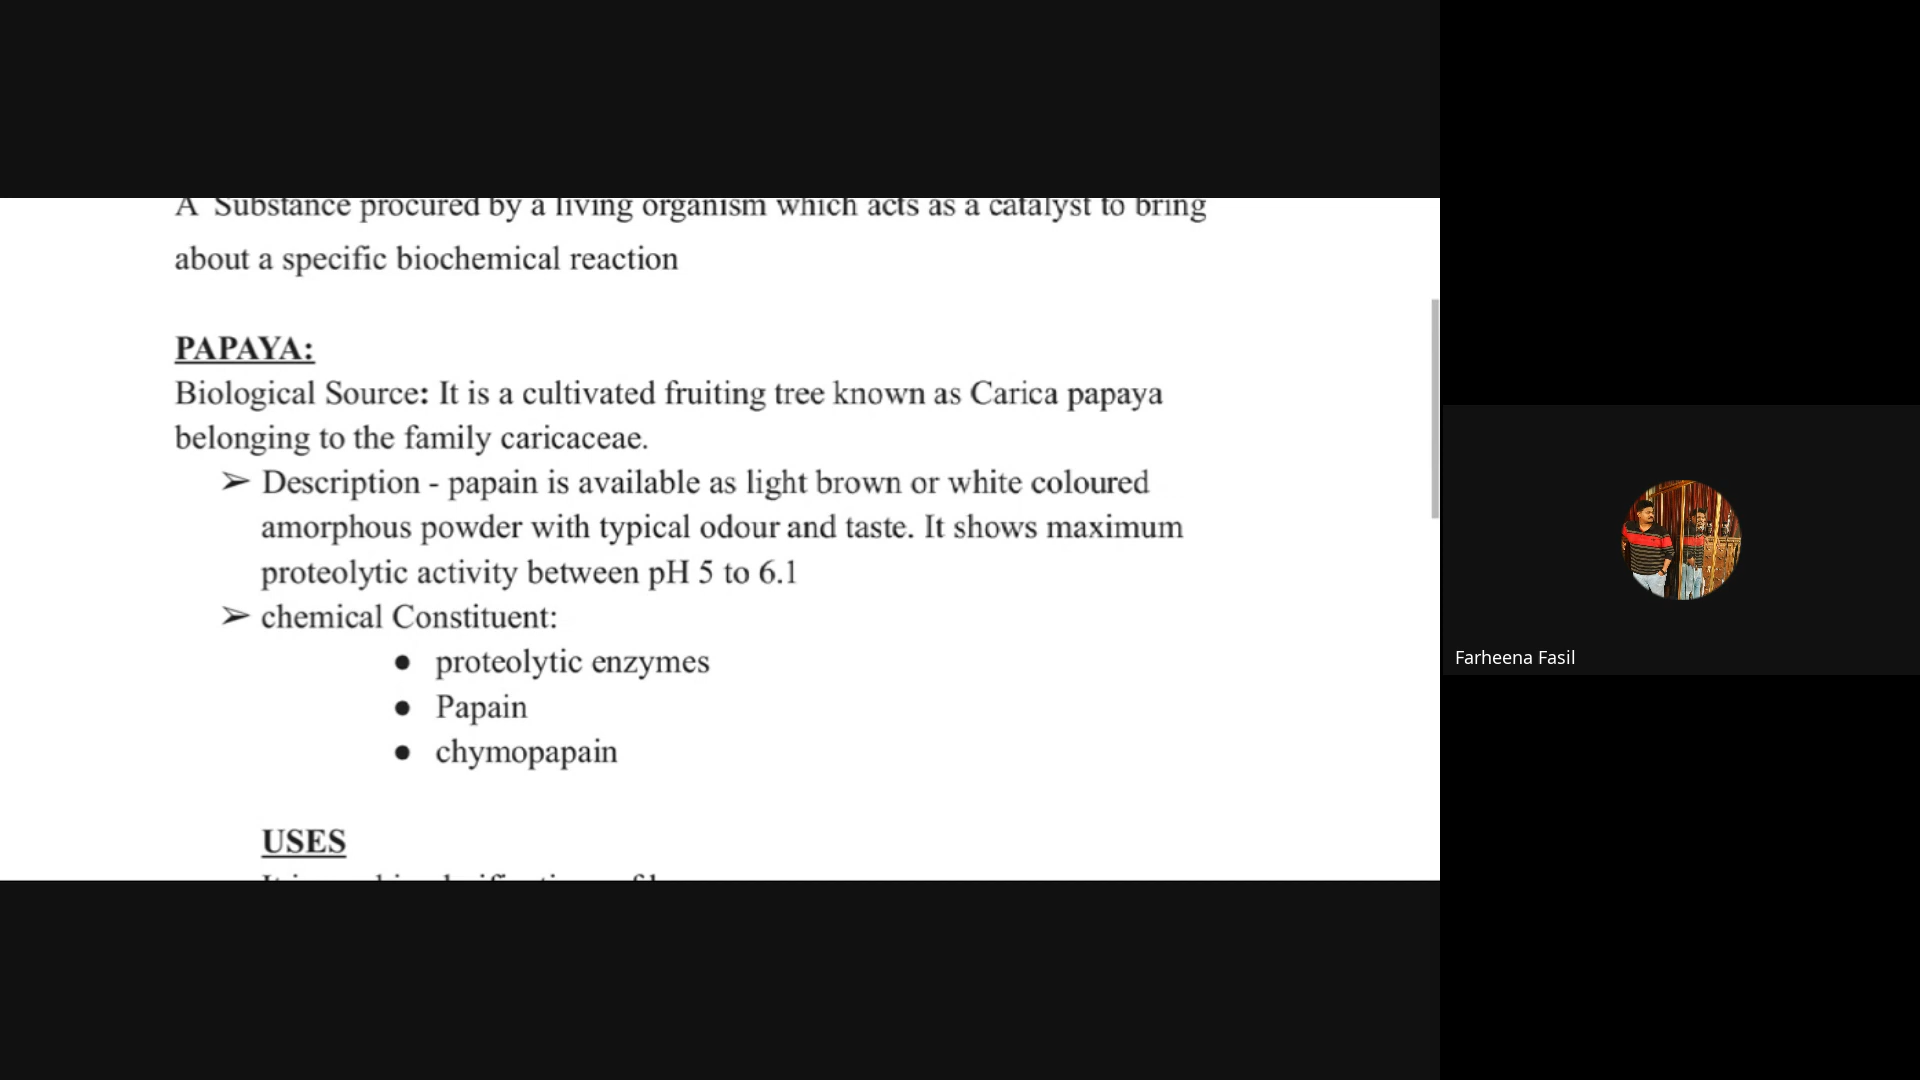 A Substance procured by a living organism which acts as a catalyst to bring
about a specific biochemical reaction
PAPAYA:
Biological Source: It is a cultivated fruiting tree known as Carica papaya
belonging to the family caricaceae.
➢ Description - papain is available as light brown or white coloured
amorphous powder with typical odour and taste. It shows maximum
proteolytic activity between pH 5 to 6.1
➢ chemical Constituent:
● proteolytic enzymes
● Papain
● chymopapain
USES
Farheena Fasil